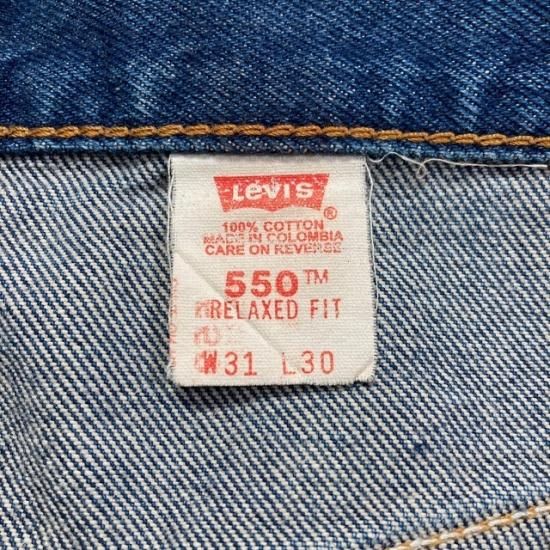 Levi's
®
100% COTTON
MADE IN COLOMBIA
CARE ON REVERSE
550™
RELAXED FIT
W31 L30